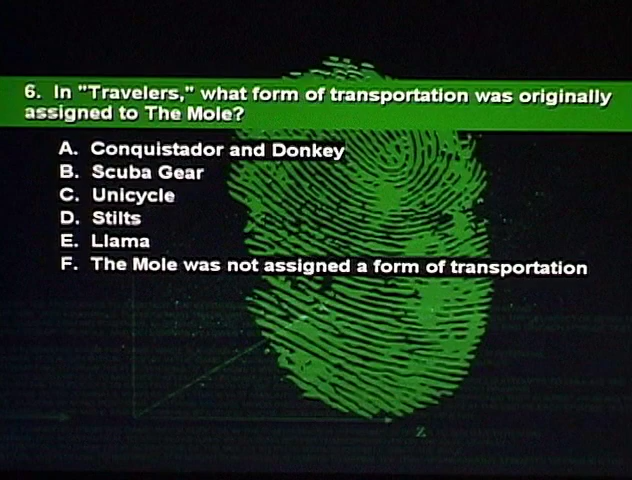 6. In "Travelers," what form of transportation was originally
assigned to The Mole?
A. Conquistador and Donkey
B. Scuba Gear
C. Unicycle
D. Stilts
E. Llama
F. The Mole was not assigned a form of transportation
z